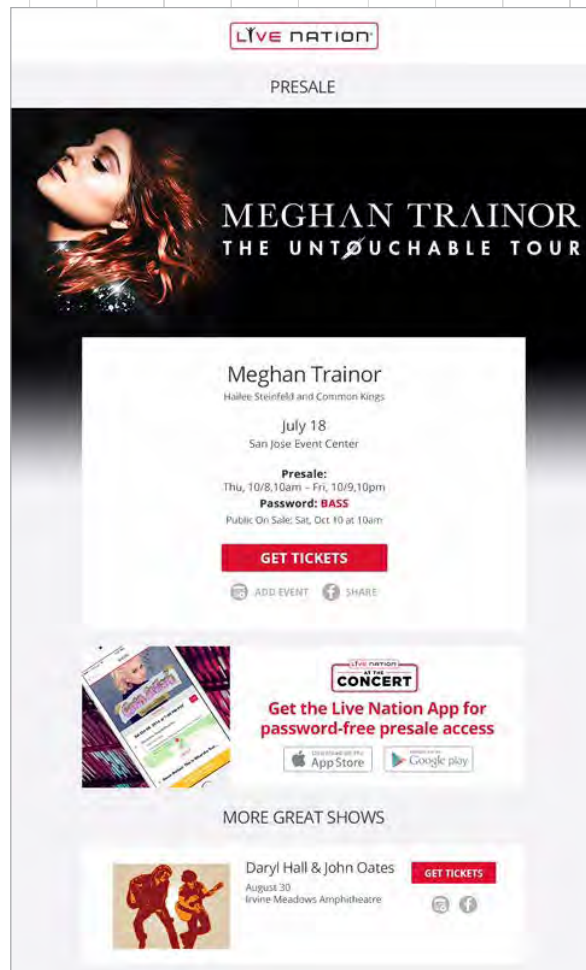 LIVE NATION
PRESALE
MEGHAN TRAINOR
THE UNTOUCHABLE TOUR
Meghan Trainor
Hailee Steinfeld and Common Kings
July 18
San Jose Event Center
Presale:
Thu, 10/8,10am – Fri, 10/9,10pm
Password: BASS
Public On Sale: Sat, Oct 10 at 10am
GET TICKETS
ADD EVENT SHARE
LIVE NATION
AT THE
CONCERT
Get the Live Nation App for
password-free presale access
App Store Google play
MORE GREAT SHOWS
Daryl Hall & John Oates
GET TICKETS
August 30
Irvine Meadows Amphitheatre